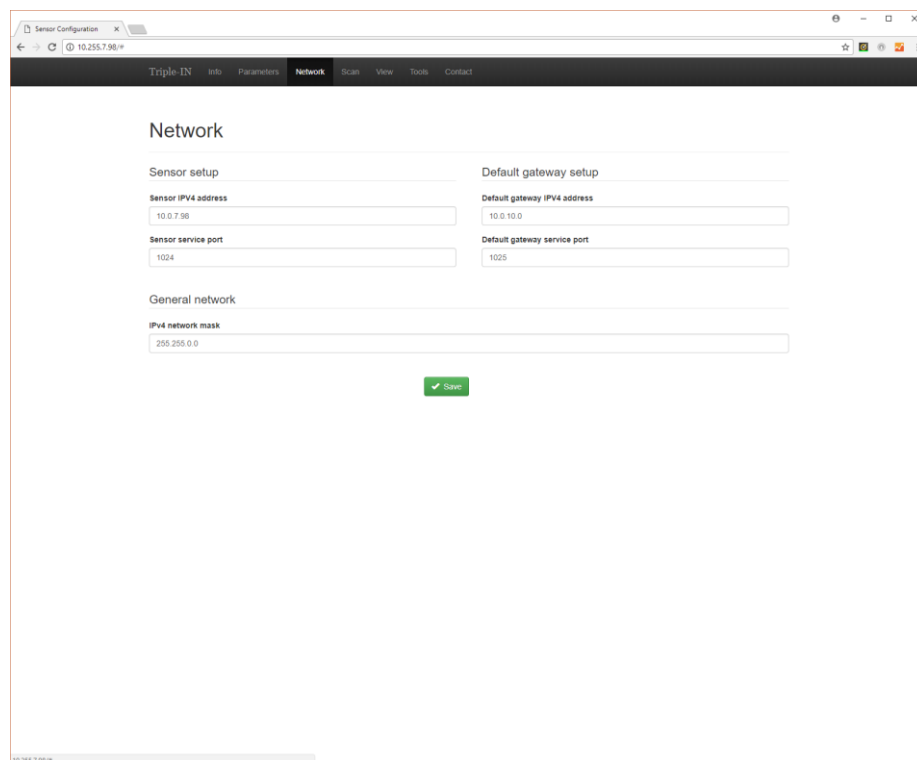 Sensor Configuration
10.255.7.98/#
Triple-IN Info Parameters Network Scan View Tools Contact
Network
Sensor setup
Default gateway setup
Sensor IPV4 address
Default gateway IPV4 address
10.0.7.98
10.0.10.0
Sensor service port
Default gateway service port
1024
1025
General network
IPv4 network mask
255.255.0.0
Save